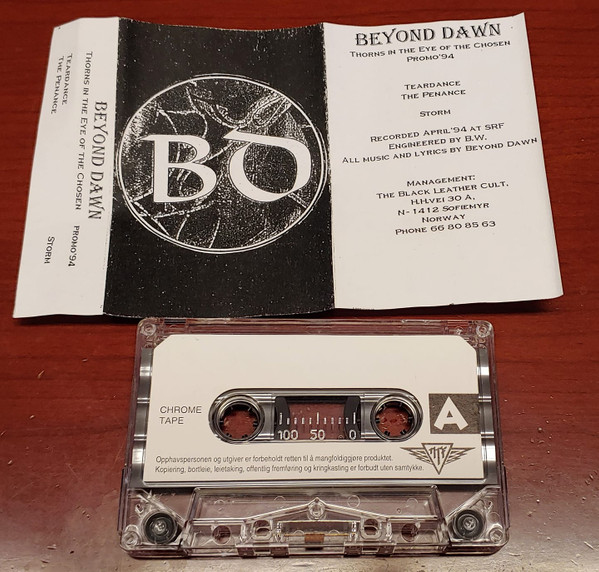 BEYOND DAWN
THORNS IN THE EYE OF THE CHOSEN
PROMO'94
TEARDANCE
THE PENANCE
STORM
BD
BEYOND DAWN
THORNS IN THE EYE OF THE CHOSEN
PROMO'94
TEARDANCE
THE PENANCE
STORM
RECORDED APRIL'94 AT SRF
ENGINEERED BY B.W.
ALL MUSIC AND LYRICS BY BEYOND DAWN
MANAGEMENT:
THE BLACK LEATHER CULT,
H.H.VEI 30 A,
N- 1412 SOFIEMYR
NORWAY
PHONE 66 80 85 63
CHROME
TAPE
100 50 0
A
Opphavspersonen og utgiver er forbeholdt retten til å mangfoldiggjøre produktet.
Kopiering, bortleie, leietaking, offentlig fremføring og kringkasting er forbudt uten samtykke.